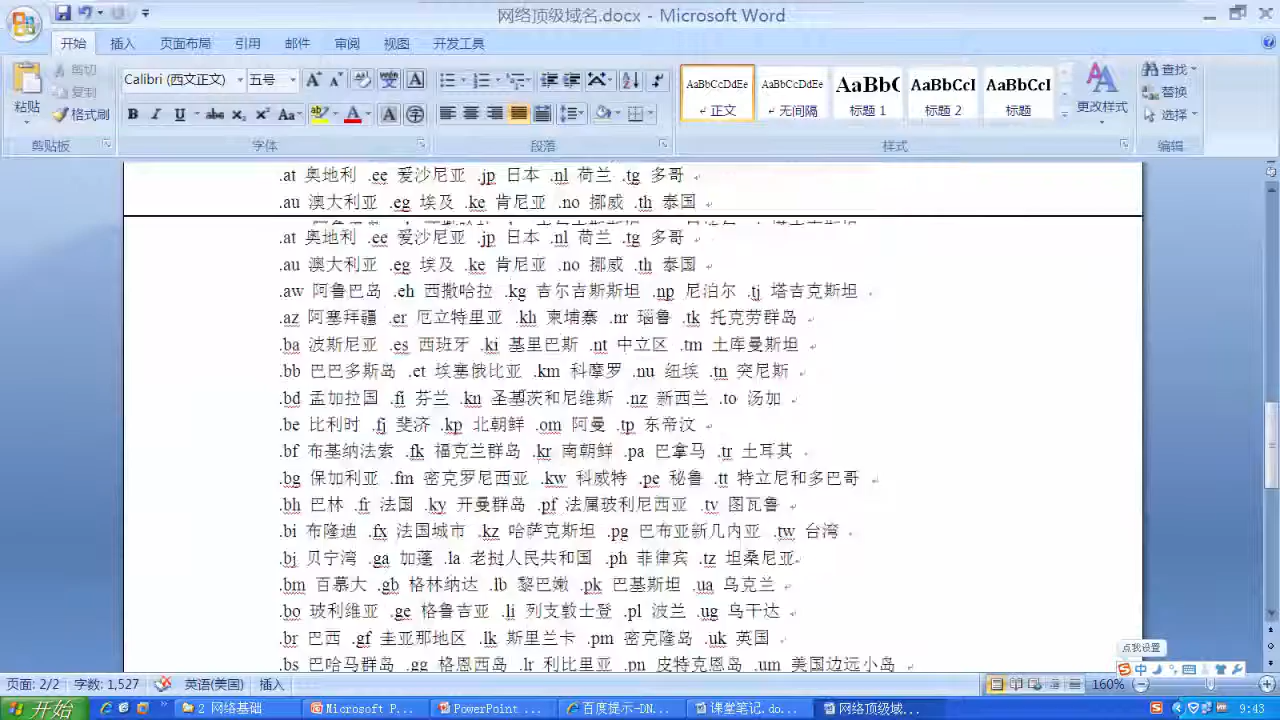 网络顶级域名.docx - Microsoft Word
开始 插入 页面布局 引用 邮件 审阅 视图 开发工具
粘贴 剪切 复制 格式刷 剪贴板
Calibri (西文正文) 五号 字体
段落
AaBbCcDdEe 正文 AaBbCcDdEe 无间隔 AaBbC 标题 1 AaBbCcI 标题 2 AaBbCcI 标题 更改样式 样式
查找 替换 选择 编辑
.at 奥地利 .ee 爱沙尼亚 .jp 日本 .nl 荷兰 .tg 多哥
.au 澳大利亚 .eg 埃及 .ke 肯尼亚 .no 挪威 .th 泰国
.at 奥地利 .ee 爱沙尼亚 .jp 日本 .nl 荷兰 .tg 多哥
.au 澳大利亚 .eg 埃及 .ke 肯尼亚 .no 挪威 .th 泰国
.aw 阿鲁巴岛 .eh 西撒哈拉 .kg 吉尔吉斯斯坦 .np 尼泊尔 .tj 塔吉克斯坦
.az 阿塞拜疆 .er 厄立特里亚 .kh 柬埔寨 .nr 瑙鲁 .tk 托克劳群岛
.ba 波斯尼亚 .es 西班牙 .ki 基里巴斯 .nt 中立区 .tm 土库曼斯坦
.bb 巴巴多斯岛 .et 埃塞俄比亚 .km 科摩罗 .nu 纽埃 .tn 突尼斯
.bd 孟加拉国 .fi 芬兰 .kn 圣基茨和尼维斯 .nz 新西兰 .to 汤加
.be 比利时 .fj 斐济 .kp 北朝鲜 .om 阿曼 .tp 东帝汶
.bf 布基纳法索 .fk 福克兰群岛 .kr 南朝鲜 .pa 巴拿马 .tr 土耳其
.bg 保加利亚 .fm 密克罗尼西亚 .kw 科威特 .pe 秘鲁 .tt 特立尼和多巴哥
.bh 巴林 .fr 法国 .ky 开曼群岛 .pf 法属玻利尼西亚 .tv 图瓦鲁
.bi 布隆迪 .fx 法国城市 .kz 哈萨克斯坦 .pg 巴布亚新几内亚 .tw 台湾
.bj 贝宁湾 .ga 加蓬 .la 老挝人民共和国 .ph 菲律宾 .tz 坦桑尼亚
.bm 百慕大 .gb 格林纳达 .lb 黎巴嫩 .pk 巴基斯坦 .ua 乌克兰
.bo 玻利维亚 .ge 格鲁吉亚 .li 列支敦士登 .pl 波兰 .ug 乌干达
.br 巴西 .gf 圭亚那地区 .lk 斯里兰卡 .pm 密克隆岛 .uk 英国
.bs 巴哈马群岛 .gg 格恩西岛 .lr 利比里亚 .pn 皮特克恩岛 .um 美国边远小岛
点我设置
中
页面: 2/2 字数: 1,527 英语(美国) 插入 160%
开始 2 网络基础 Microsoft P... PowerPoint ... 百度提示-DN... 课堂笔记.do... 网络顶级域... 9:43